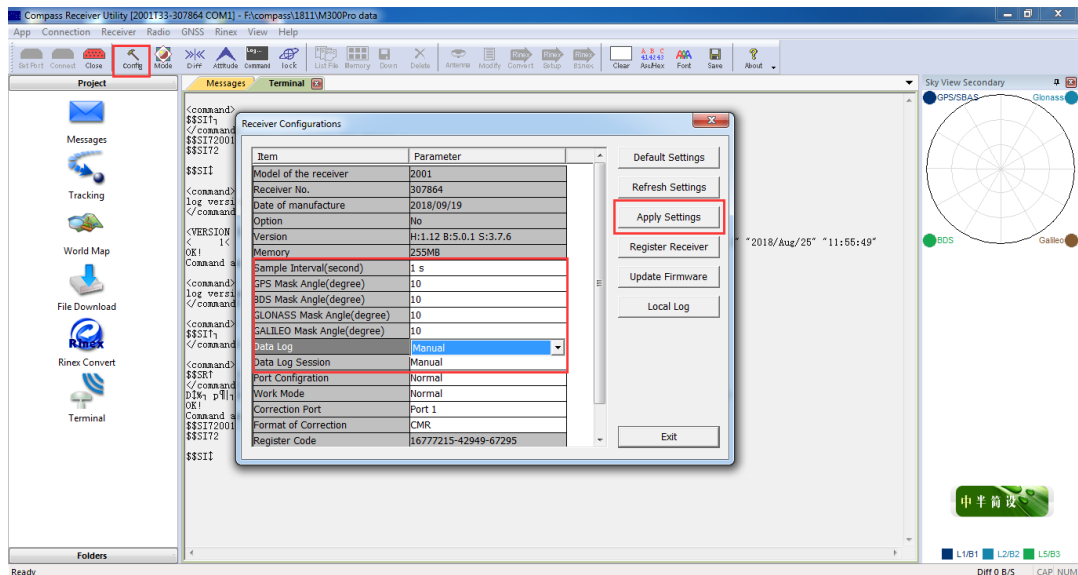 Compass Receiver Utility [2001T33-307864 COM1] - F:\compass\1811\M300Pro data
App Connection Receiver Radio GNSS Rinex View Help
Set Port Connect Close Config Mode Diff Attitude Command lock List File Memory Down Delete Antenna Modify Convert Setup Rinex Clear Asc/Hex Font Save About
Project
Messages Terminal
Sky View Secondary
Messages
Tracking
World Map
File Download
Rinex Convert
Terminal
Folders
<command>
</command
$$SI72001
$$SI72
<command>
log versi
</command
<VERSION
< 1<
OK!
Command a
" "2018/Aug/25" "11:55:49"
<command>
log versi
</command
<command>
</command
<command>
</command
OK!
Command a
$$SI72001
$$SI72
Receiver Configurations
Item Parameter
Model of the receiver 2001
Receiver No. 307864
Date of manufacture 2018/09/19
Option No
Version H:1.12 B:5.0.1 S:3.7.6
Memory 255MB
Sample Interval(second) 1 s
GPS Mask Angle(degree) 10
BDS Mask Angle(degree) 10
GLONASS Mask Angle(degree) 10
GALILEO Mask Angle(degree) 10
Data Log Manual
Data Log Session Manual
Port Configration Normal
Work Mode Normal
Correction Port Port 1
Format of Correction CMR
Register Code 16777215-42949-67295
Default Settings
Refresh Settings
Apply Settings
Register Receiver
Update Firmware
Local Log
Exit
GPS/SBAS Glonass
BDS Galileo
中 半 简 设
L1/B1 L2/B2 L5/B3
Ready Diff 0 B/S CAP NUM